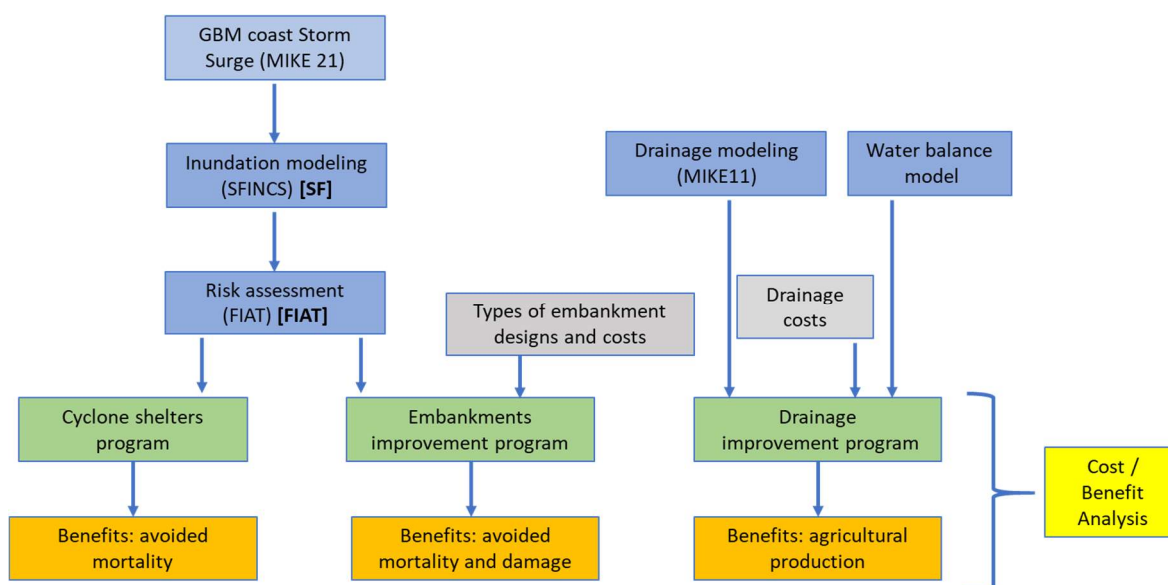 GBM coast Storm
Surge (MIKE 21)
Inundation modeling
(SFINCS) [SF]
Drainage modeling
(MIKE11)
Water balance
model
Risk assessment
(FIAT) [FIAT]
Types of embankment
designs and costs
Drainage
costs
Cyclone shelters
program
Embankments
improvement program
Drainage
improvement program
Cost /
Benefit
Analysis
Benefits: avoided
mortality
Benefits: avoided
mortality and damage
Benefits: agricultural
production